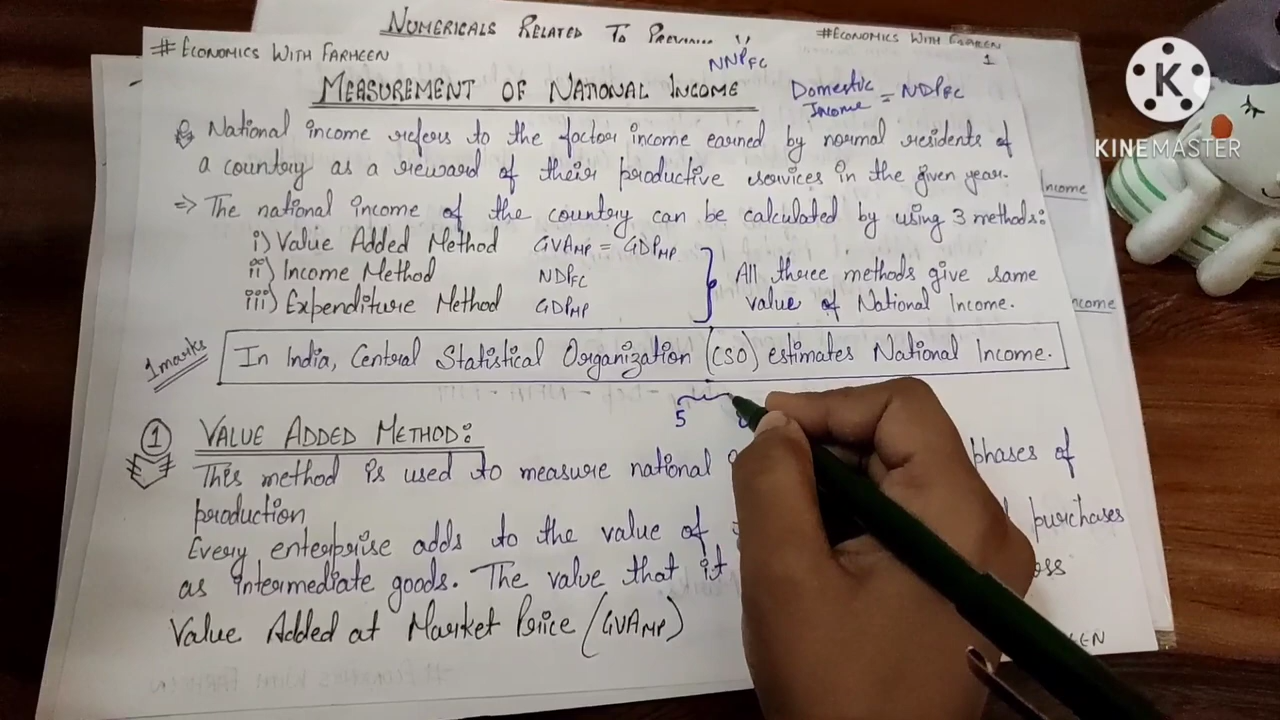 NUMERICALS RELATED TO
#ECONOMICS WITH FARHEEN
# ECONOMICS WITH FARHEEN
1
NNPFC
MEASUREMENT OF NATIONAL INCOME
Domestic Income = NDPFC
National income refers to the factor income earned by normal residents of
a country as a reward of their productive services in the given year.
⇒ The national income of the country can be calculated by using 3 methods:
i) Value Added Method GVAMP = GDPMP
ii) Income Method NDPFC
iii) Expenditure Method GDPMP
All three methods give same
value of National Income.
1 marks
In India, Central Statistical Organization (CSO) estimates National Income.
5
1 VALUE ADDED METHOD:
This method is used to measure national phases of
production
Every enterprise adds to the value of purchases
as intermediate goods. The value that it
Value Added at Market Price (GVAMP)
Income
K
KINEMASTER